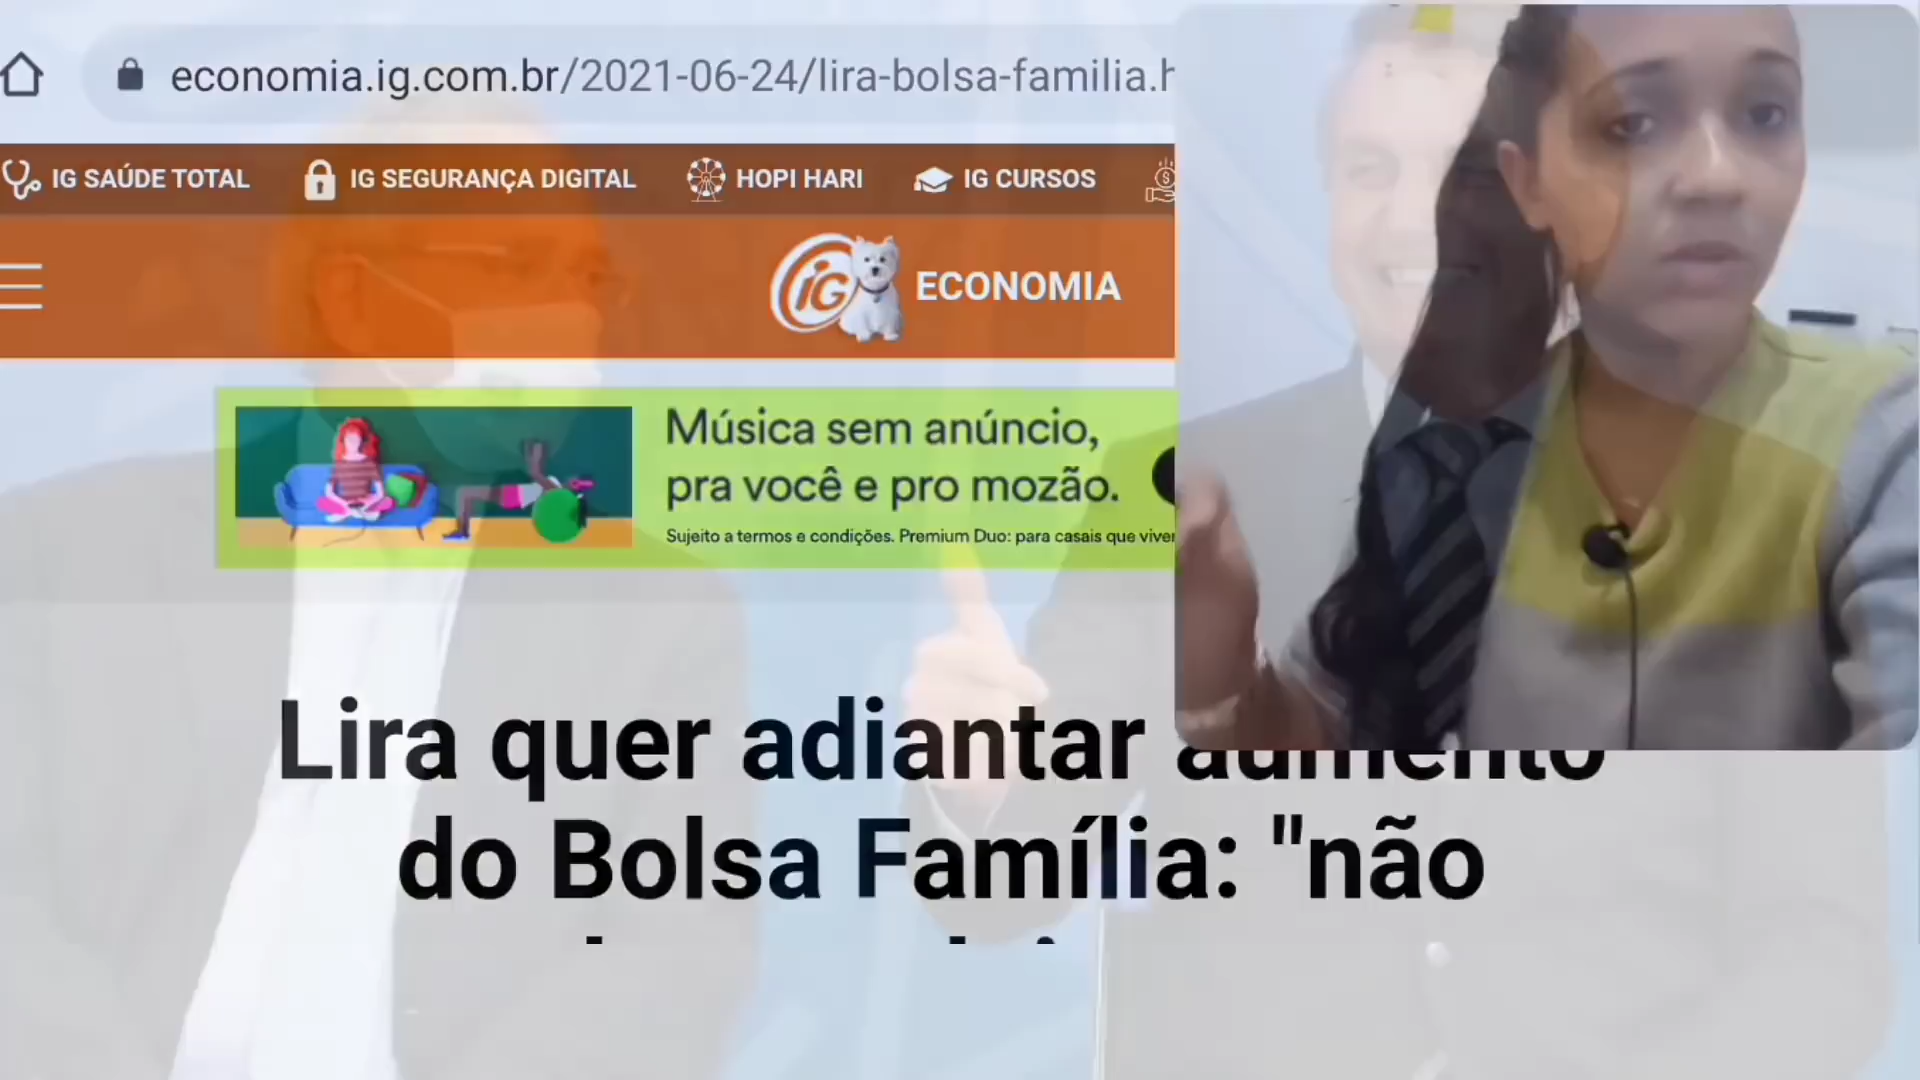 economia.ig.com.br/2021-06-24/lira-bolsa-familia.h
IG SAÚDE TOTAL
IG SEGURANÇA DIGITAL
HOPI HARI
IG CURSOS
iG
ECONOMIA
Música sem anúncio,
pra você e pro mozão.
Sujeito a termos e condições. Premium Duo: para casais que viver
Lira quer adiantar aumento
do Bolsa Família: "não